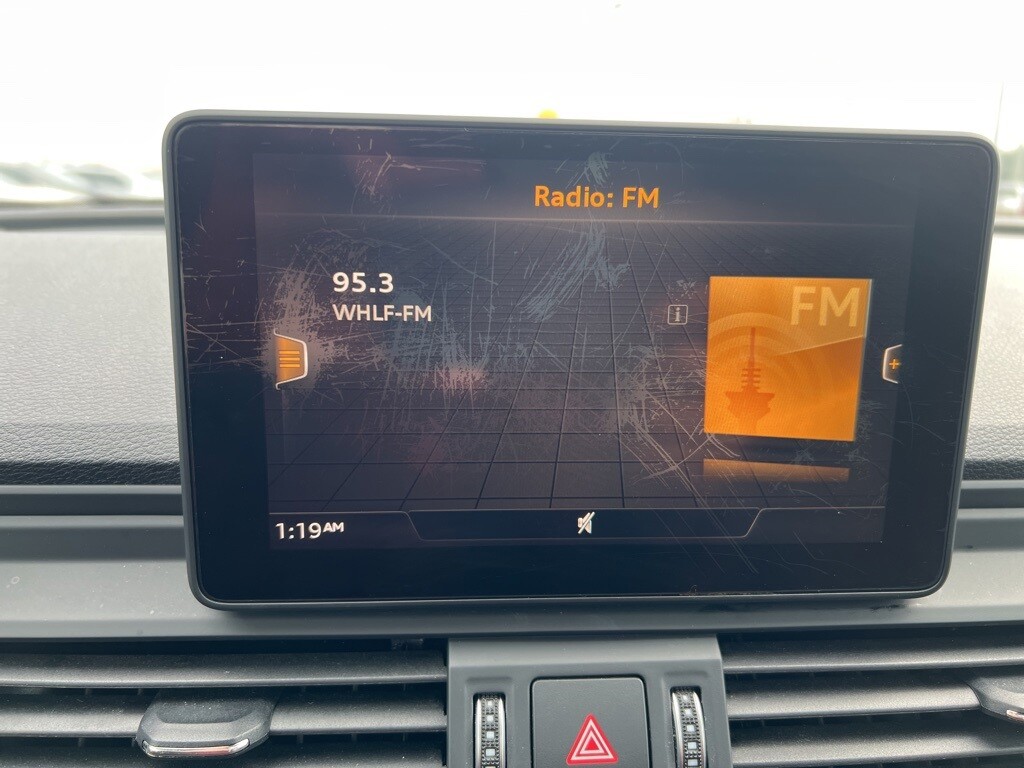 Radio: FM
95.3
WHLF-FM
i
FM
+
1:19AM